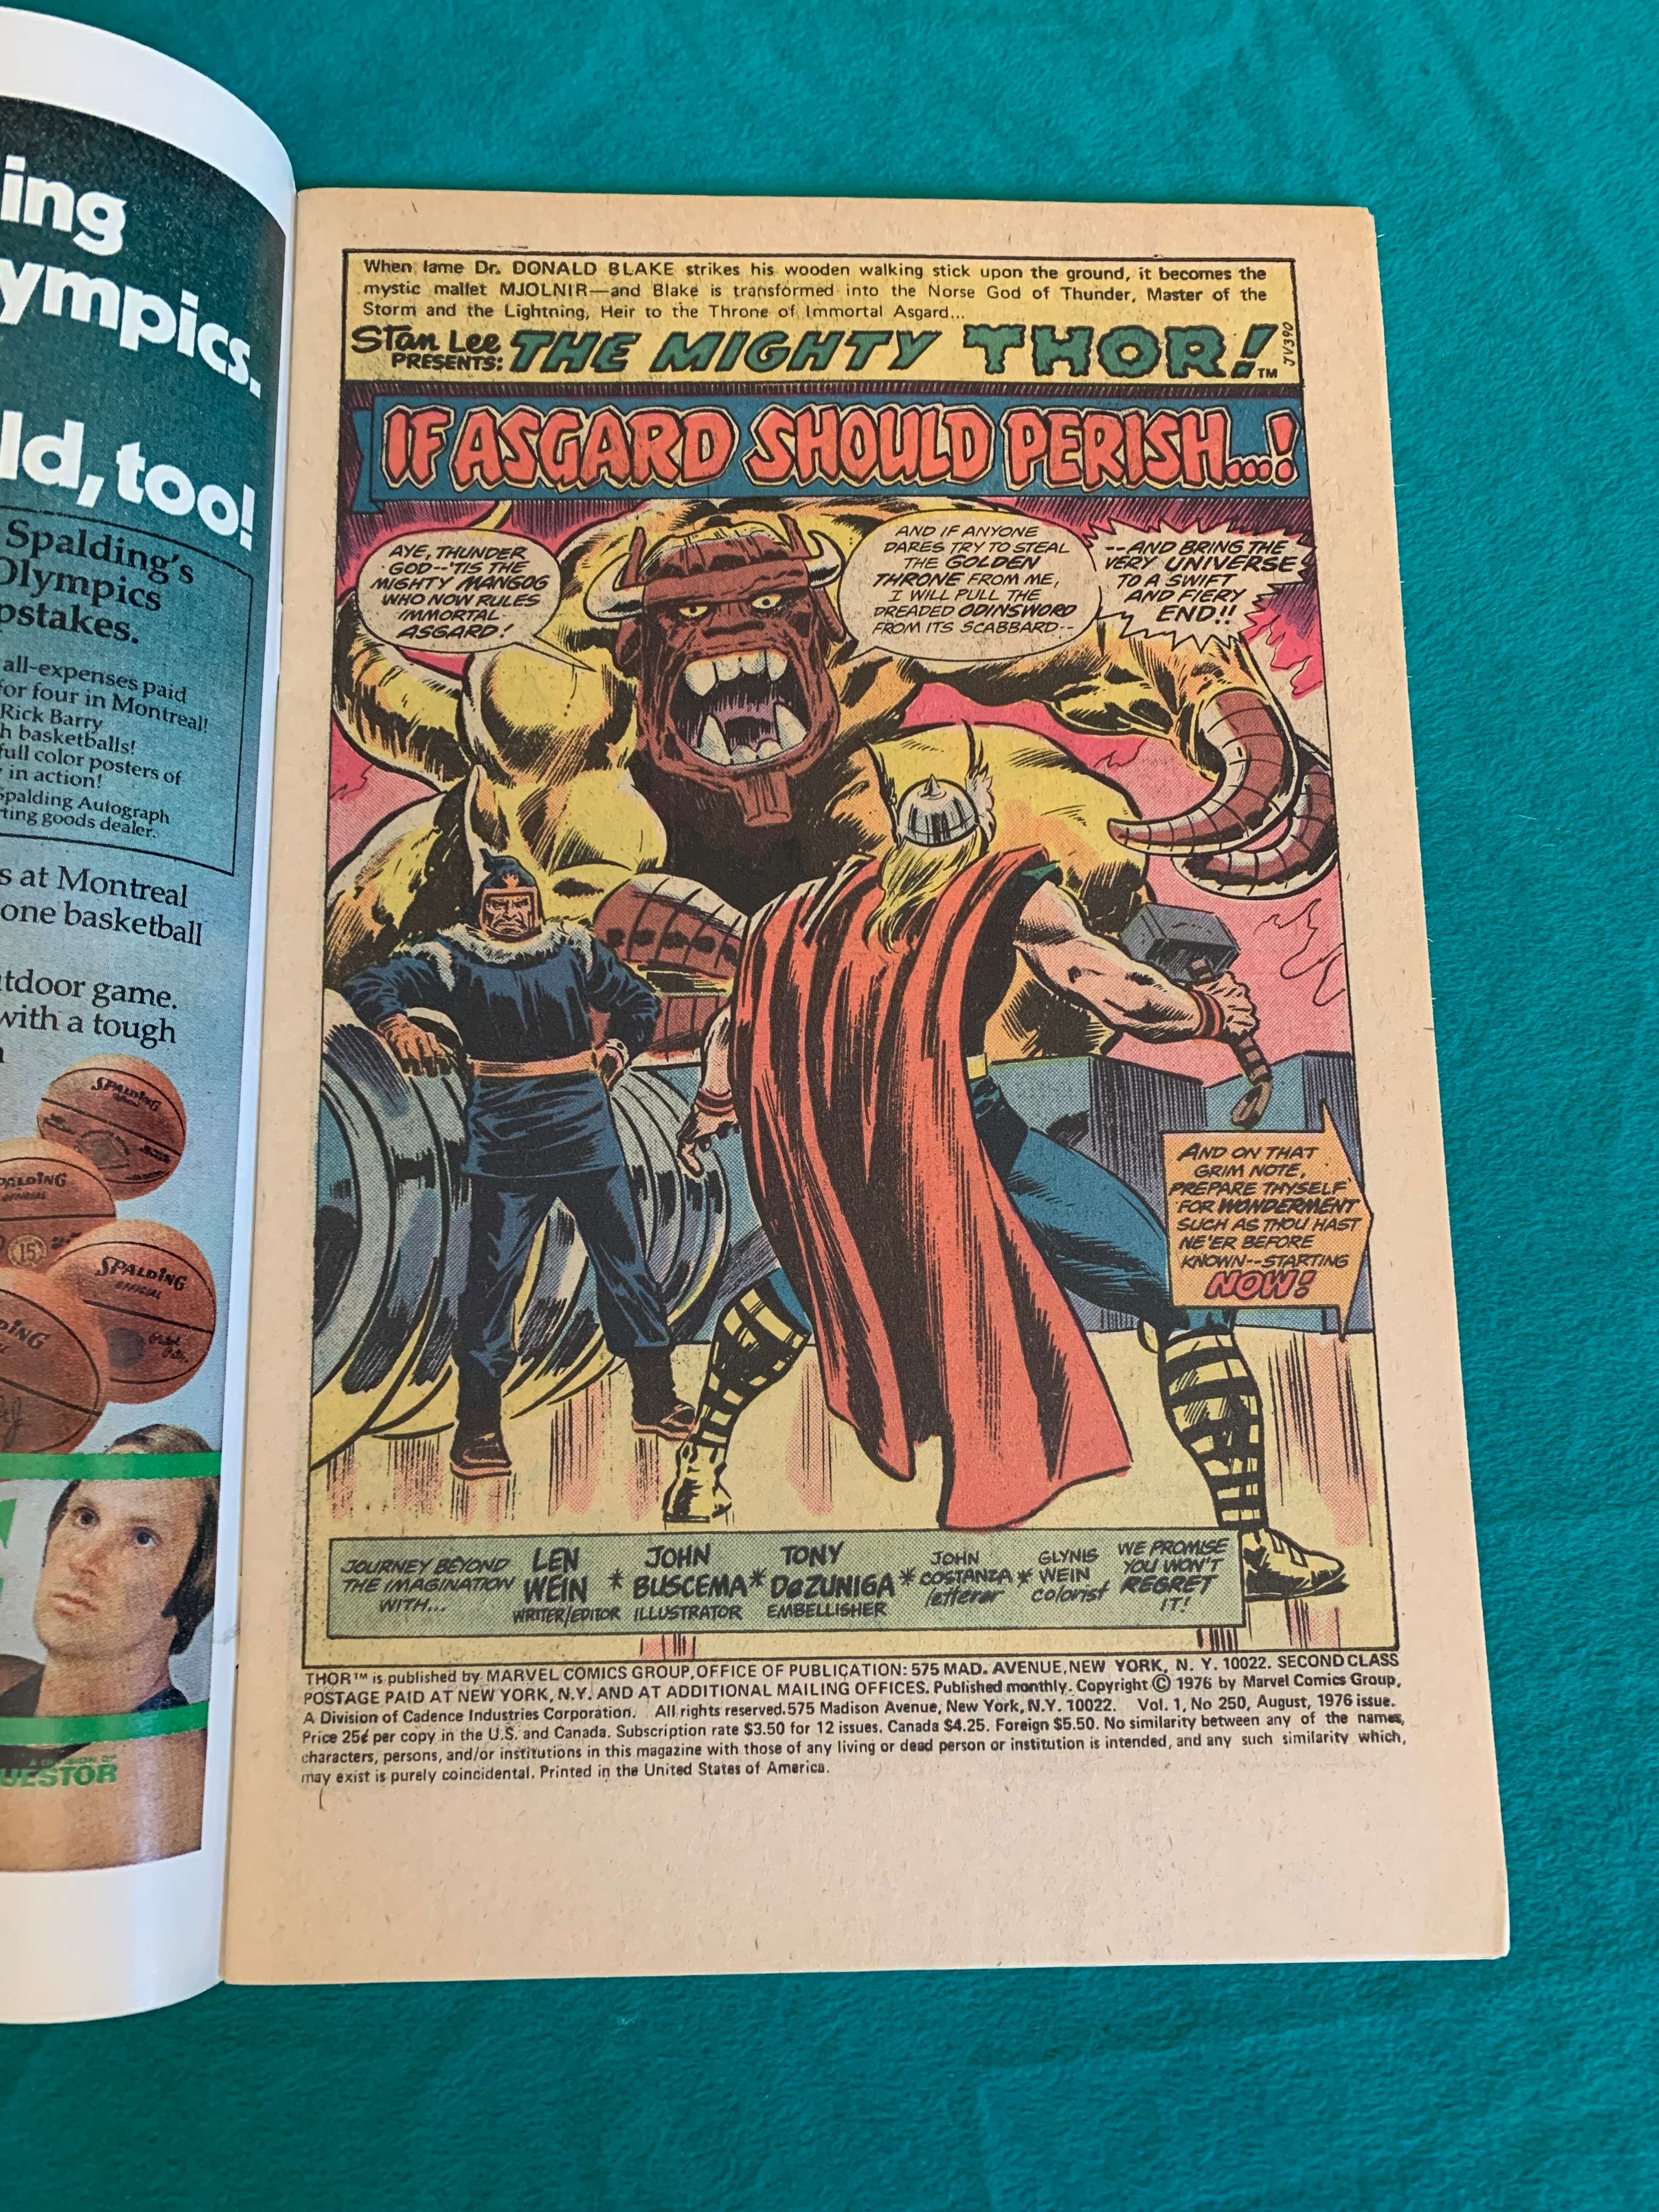 ing
ympics.
ld, too!
Spalding's
Olympics
pstakes.
all-expenses paid
for four in Montreal!
Rick Barry
h basketballs!
full color posters of
in action!
Spalding Autograph
rting goods dealer.
s at Montreal
one basketball
utdoor game.
with a tough
SPALDING
SPALDING
OFFICIAL
15
SPALDING
OFFICIAL
A DIVISION OF
UESTOR
When lame Dr. DONALD BLAKE strikes his wooden walking stick upon the ground, it becomes the
mystic mallet MJOLNIR—and Blake is transformed into the Norse God of Thunder, Master of the
Storm and the Lightning, Heir to the Throne of Immortal Asgard...
Stan Lee
PRESENTS:
THE MIGHTY THOR!™
JV390
IF ASGARD SHOULD PERISH...!
AYE, THUNDER
GOD--'TIS THE
MIGHTY MANGOG
WHO NOW RULES
IMMORTAL
ASGARD!
AND IF ANYONE
DARES TRY TO STEAL
THE GOLDEN
THRONE FROM ME,
I WILL PULL THE
DREADED ODINSWORD
FROM ITS SCABBARD--
--AND BRING THE
VERY UNIVERSE
TO A SWIFT
AND FIERY
END!!
AND ON THAT
GRIM NOTE,
PREPARE THYSELF
FOR WONDERMENT
SUCH AS THOU HAST
NE'ER BEFORE
KNOWN--STARTING
NOW!
JOURNEY BEYOND
THE IMAGINATION
WITH...
LEN
WEIN
WRITER/EDITOR
*
JOHN
BUSCEMA
ILLUSTRATOR
*
TONY
DeZUNIGA
EMBELLISHER
*
JOHN
COSTANZA
letterer
*
GLYNIS
WEIN
colorist
WE PROMISE
YOU WON'T
REGRET
IT!
THOR™ is published by MARVEL COMICS GROUP, OFFICE OF PUBLICATION: 575 MAD. AVENUE, NEW YORK, N. Y. 10022. SECOND CLASS
POSTAGE PAID AT NEW YORK, N.Y. AND AT ADDITIONAL MAILING OFFICES. Published monthly. Copyright © 1976 by Marvel Comics Group,
A Division of Cadence Industries Corporation. All rights reserved. 575 Madison Avenue, New York, N.Y. 10022. Vol. 1, No 250, August, 1976 issue.
Price 25¢ per copy in the U.S. and Canada. Subscription rate $3.50 for 12 issues. Canada $4.25. Foreign $5.50. No similarity between any of the names,
characters, persons, and/or institutions in this magazine with those of any living or dead person or institution is intended, and any such similarity which,
may exist is purely coincidental. Printed in the United States of America.